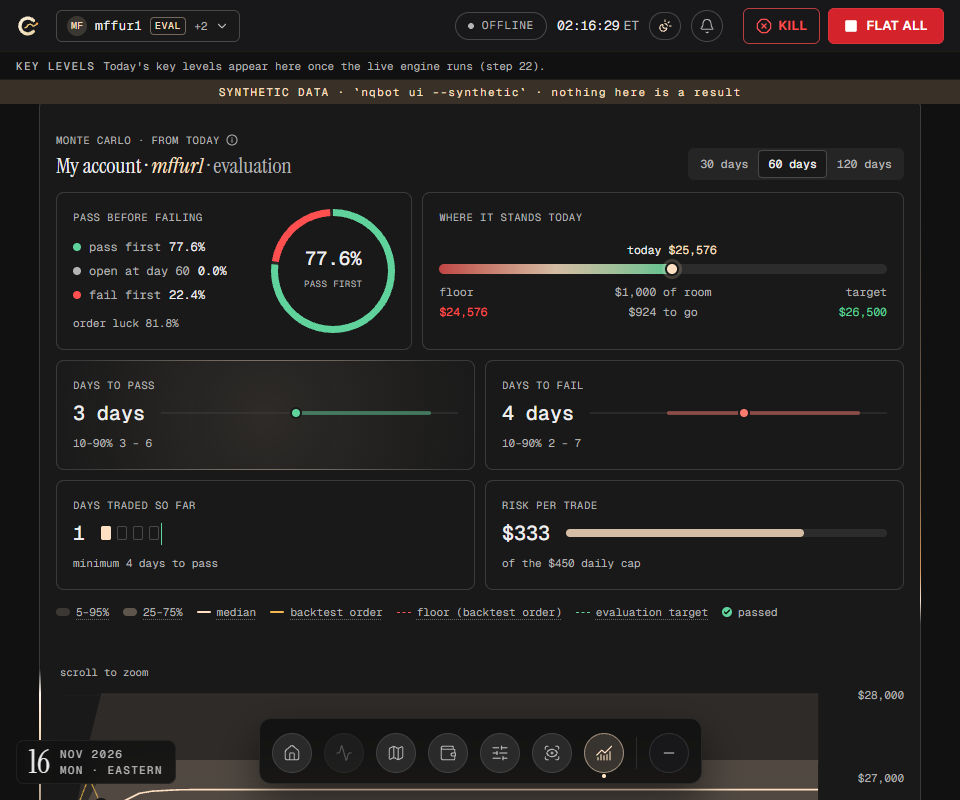 MF mffur1 EVAL +2
OFFLINE
02:16:29 ET
KILL
FLAT ALL
KEY LEVELS Today's key levels appear here once the live engine runs (step 22).
SYNTHETIC DATA · `nqbot ui --synthetic` · nothing here is a result
MONTE CARLO · FROM TODAY
My account · mffur1 · evaluation
30 days 60 days 120 days
PASS BEFORE FAILING
pass first 77.6%
open at day 60 0.0%
fail first 22.4%
order luck 81.8%
77.6%
PASS FIRST
WHERE IT STANDS TODAY
today $25,576
floor $1,000 of room target
$24,576 $924 to go $26,500
DAYS TO PASS
3 days
10-90% 3 - 6
DAYS TO FAIL
4 days
10-90% 2 - 7
DAYS TRADED SO FAR
1
minimum 4 days to pass
RISK PER TRADE
$333
of the $450 daily cap
5-95% 25-75% median backtest order floor (backtest order) evaluation target passed
scroll to zoom
$28,000
$27,000
16 NOV 2026
MON · EASTERN